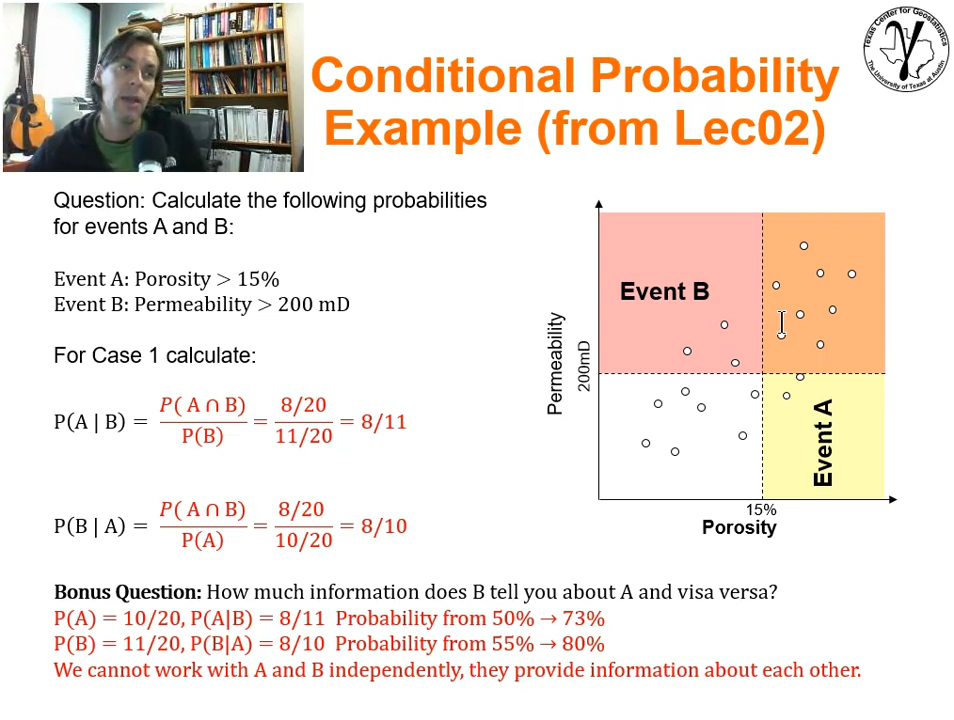 Conditional Probability
Example (from Lec02)
Texas Center for Geostatistics
The University of Texas at Austin
Question: Calculate the following probabilities
for events A and B:
Event A: Porosity > 15%
Event B: Permeability > 200 mD
For Case 1 calculate:
P(A | B) = P( A ∩ B) / P(B) = 8/20 / 11/20 = 8/11
P(B | A) = P( A ∩ B) / P(A) = 8/20 / 10/20 = 8/10
Event B
Event A
Permeability
200mD
15%
Porosity
Bonus Question: How much information does B tell you about A and visa versa?
P(A) = 10/20, P(A|B) = 8/11 Probability from 50% → 73%
P(B) = 11/20, P(B|A) = 8/10 Probability from 55% → 80%
We cannot work with A and B independently, they provide information about each other.